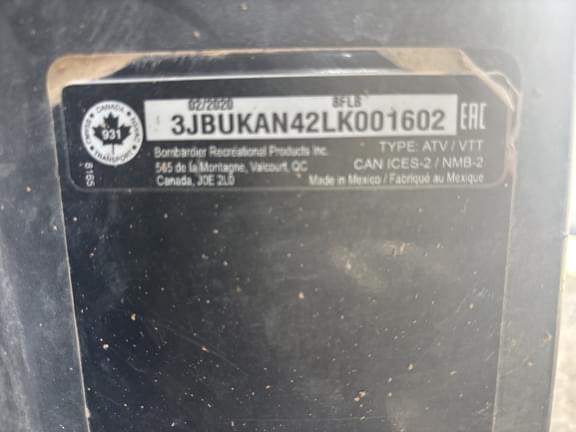 02/2020 8FLB
3JBUKAN42LK001602
EAC
CANADA
931
TRANSPORT
8165
TYPE: ATV / VTT
Bombardier Recreational Products Inc.
565 de la Montagne, Valcourt, QC
CAN ICES-2 / NMB-2
Canada, J0E 2L0
Made in Mexico / Fabriqué au Mexique